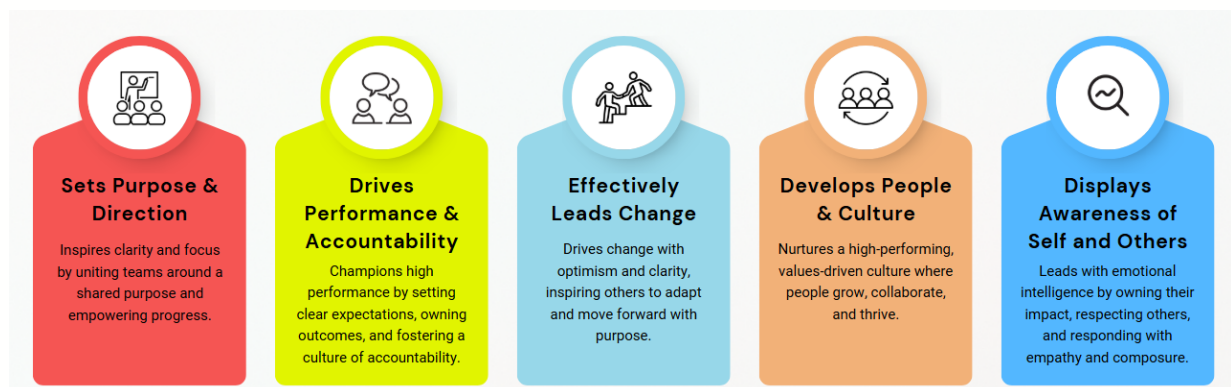 Sets Purpose &
Direction
Inspires clarity and focus
by uniting teams around a
shared purpose and
empowering progress.
Drives
Performance &
Accountability
Champions high
performance by setting
clear expectations, owning
outcomes, and fostering a
culture of accountability.
Effectively
Leads Change
Drives change with
optimism and clarity,
inspiring others to adapt
and move forward with
purpose.
Develops People
& Culture
Nurtures a high-performing,
values-driven culture where
people grow, collaborate,
and thrive.
Displays
Awareness of
Self and Others
Leads with emotional
intelligence by owning their
impact, respecting others,
and responding with
empathy and composure.